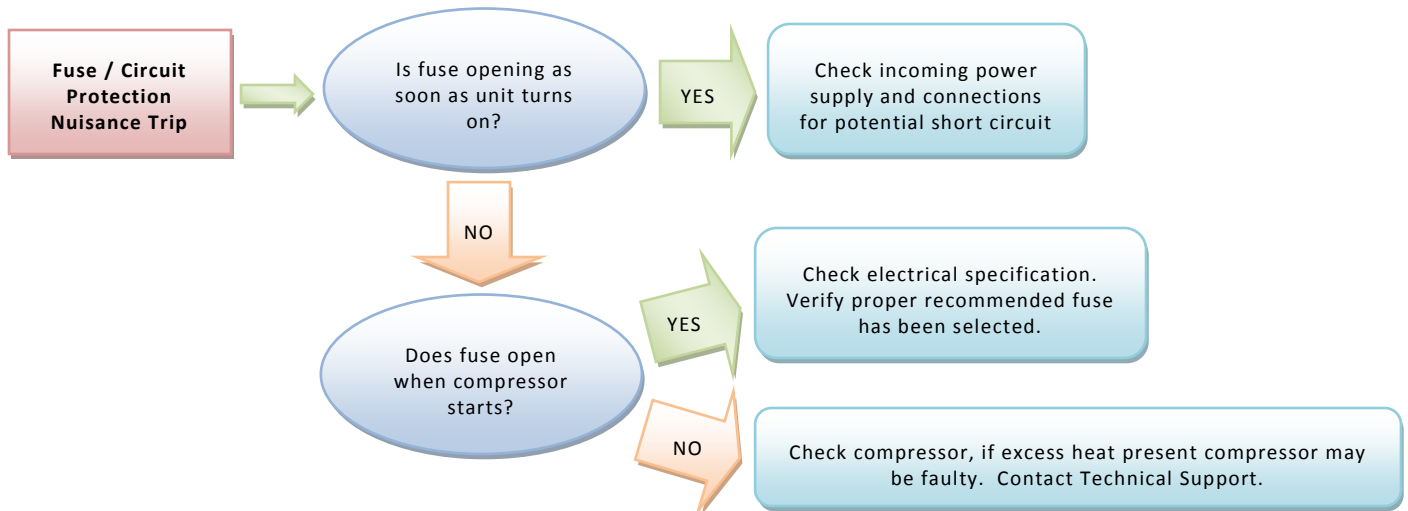 Fuse / Circuit
Protection
Nuisance Trip
Is fuse opening as
soon as unit turns
on?
YES
Check incoming power
supply and connections
for potential short circuit
NO
Does fuse open
when compressor
starts?
YES
Check electrical specification.
Verify proper recommended fuse
has been selected.
NO
Check compressor, if excess heat present compressor may
be faulty.  Contact Technical Support.